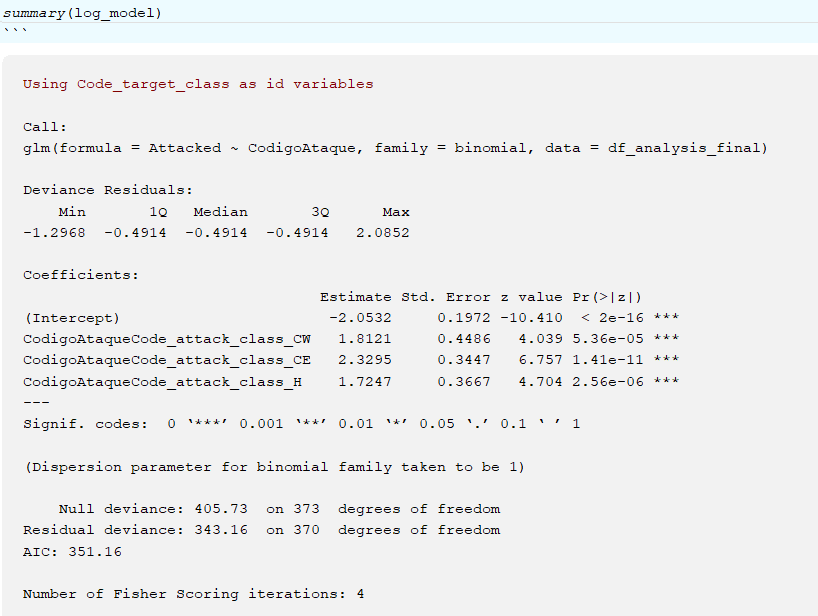 summary(log_model)
```
Using Code_target_class as id variables
Call:
glm(formula = Attacked ~ CodigoAtaque, family = binomial, data = df_analysis_final)
Deviance Residuals:
    Min       1Q   Median       3Q      Max
-1.2968  -0.4914  -0.4914  -0.4914   2.0852
Coefficients:
                                 Estimate Std. Error z value Pr(>|z|)
(Intercept)                       -2.0532     0.1972 -10.410  < 2e-16 ***
CodigoAtaqueCode_attack_class_CW   1.8121     0.4486   4.039 5.36e-05 ***
CodigoAtaqueCode_attack_class_CE   2.3295     0.3447   6.757 1.41e-11 ***
CodigoAtaqueCode_attack_class_H    1.7247     0.3667   4.704 2.56e-06 ***
---
Signif. codes:  0 ‘***’ 0.001 ‘**’ 0.01 ‘*’ 0.05 ‘.’ 0.1 ‘ ’ 1
(Dispersion parameter for binomial family taken to be 1)
    Null deviance: 405.73  on 373  degrees of freedom
Residual deviance: 343.16  on 370  degrees of freedom
AIC: 351.16
Number of Fisher Scoring iterations: 4